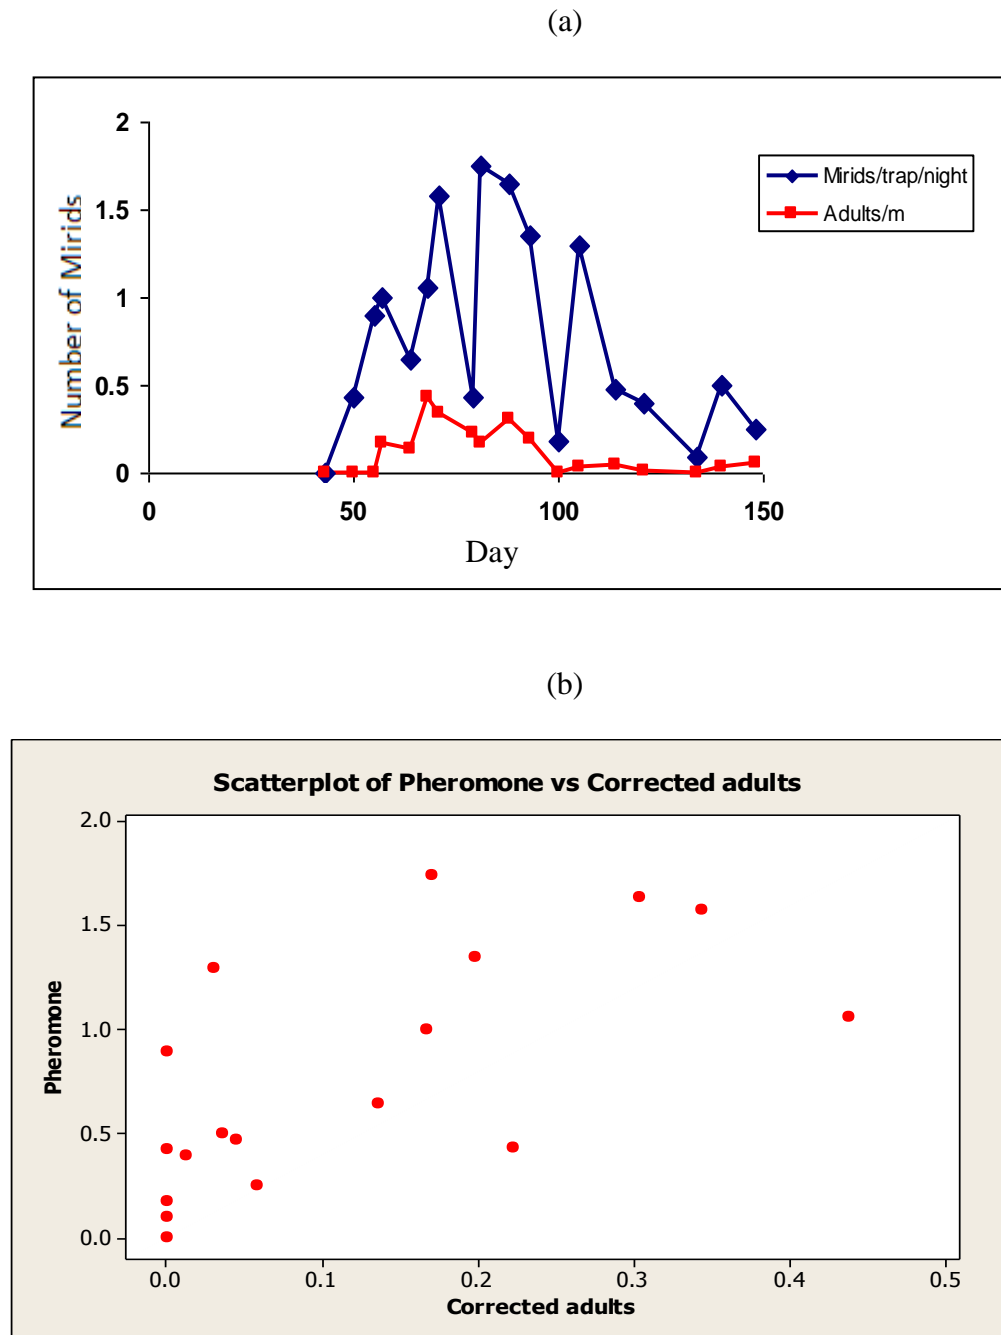 (a)
2
1.5
1
0.5
0
Number of Mirids
0
50
100
150
Day
Mirids/trap/night
Adults/m
(b)
Scatterplot of Pheromone vs Corrected adults
2.0
1.5
1.0
0.5
0.0
Pheromone
0.0
0.1
0.2
0.3
0.4
0.5
Corrected adults